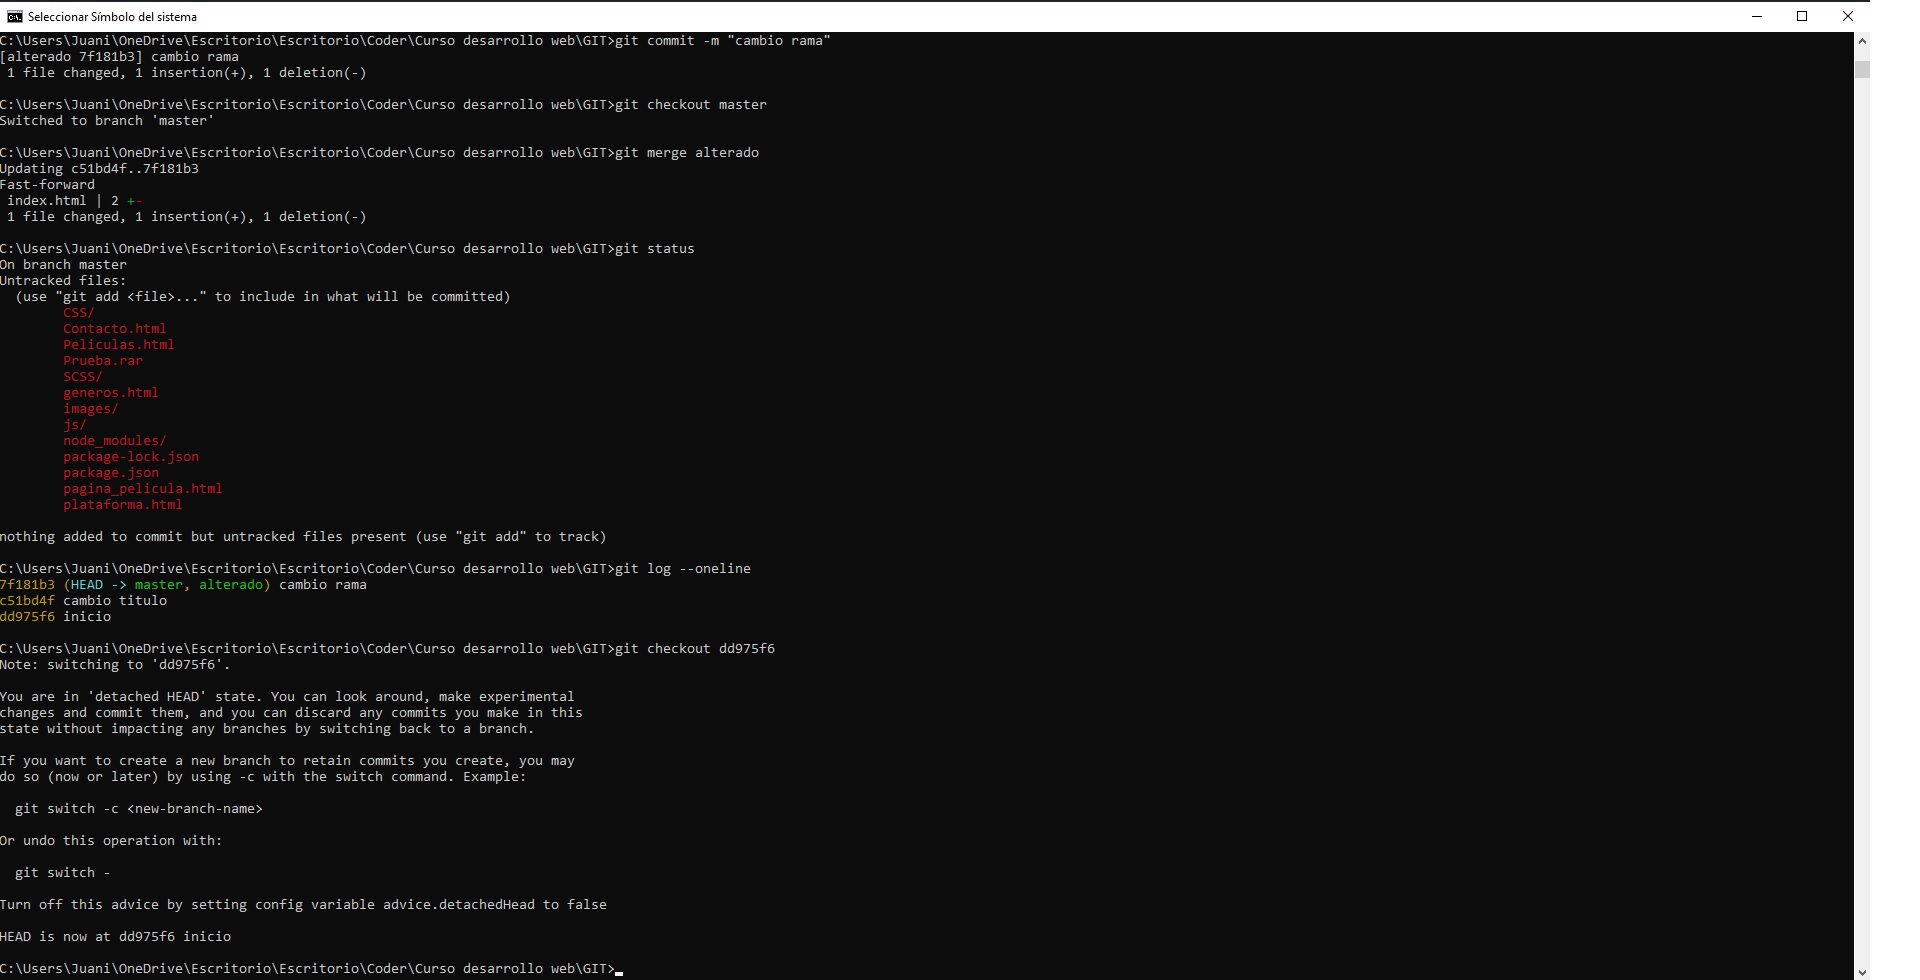 Seleccionar Símbolo del sistema
C:\Users\Juani\OneDrive\Escritorio\Escritorio\Coder\Curso desarrollo web\GIT>git commit -m "cambio rama"
[alterado 7f181b3] cambio rama
 1 file changed, 1 insertion(+), 1 deletion(-)

C:\Users\Juani\OneDrive\Escritorio\Escritorio\Coder\Curso desarrollo web\GIT>git checkout master
Switched to branch 'master'

C:\Users\Juani\OneDrive\Escritorio\Escritorio\Coder\Curso desarrollo web\GIT>git merge alterado
Updating c51bd4f..7f181b3
Fast-forward
 index.html | 2 +-
 1 file changed, 1 insertion(+), 1 deletion(-)

C:\Users\Juani\OneDrive\Escritorio\Escritorio\Coder\Curso desarrollo web\GIT>git status
On branch master
Untracked files:
  (use "git add <file>..." to include in what will be committed)
        CSS/
        Contacto.html
        Peliculas.html
        Prueba.rar
        SCSS/
        generos.html
        images/
        js/
        node_modules/
        package-lock.json
        package.json
        pagina_pelicula.html
        plataforma.html

nothing added to commit but untracked files present (use "git add" to track)

C:\Users\Juani\OneDrive\Escritorio\Escritorio\Coder\Curso desarrollo web\GIT>git log --oneline
7f181b3 (HEAD -> master, alterado) cambio rama
c51bd4f cambio titulo
dd975f6 inicio

C:\Users\Juani\OneDrive\Escritorio\Escritorio\Coder\Curso desarrollo web\GIT>git checkout dd975f6
Note: switching to 'dd975f6'.

You are in 'detached HEAD' state. You can look around, make experimental
changes and commit them, and you can discard any commits you make in this
state without impacting any branches by switching back to a branch.

If you want to create a new branch to retain commits you create, you may
do so (now or later) by using -c with the switch command. Example:

  git switch -c <new-branch-name>

Or undo this operation with:

  git switch -

Turn off this advice by setting config variable advice.detachedHead to false

HEAD is now at dd975f6 inicio

C:\Users\Juani\OneDrive\Escritorio\Escritorio\Coder\Curso desarrollo web\GIT>